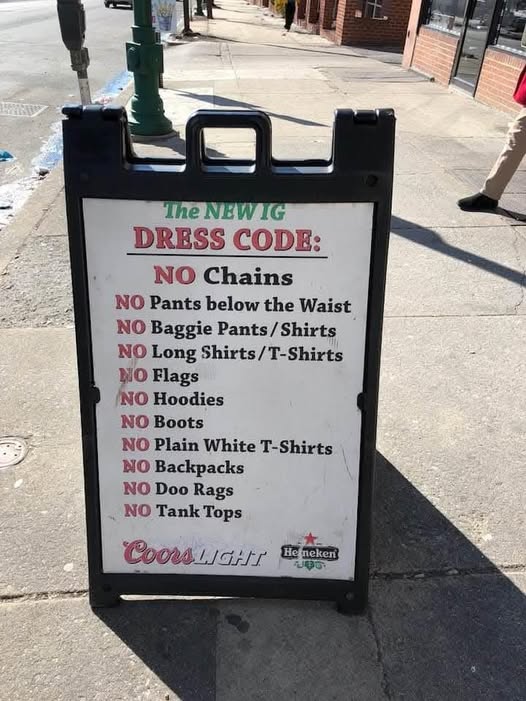 The NEW IG
DRESS CODE:
NO Chains
NO Pants below the Waist
NO Baggie Pants/Shirts
NO Long Shirts/T-Shirts
NO Flags
NO Hoodies
NO Boots
NO Plain White T-Shirts
NO Backpacks
NO Doo Rags
NO Tank Tops
Coors LIGHT
Heineken